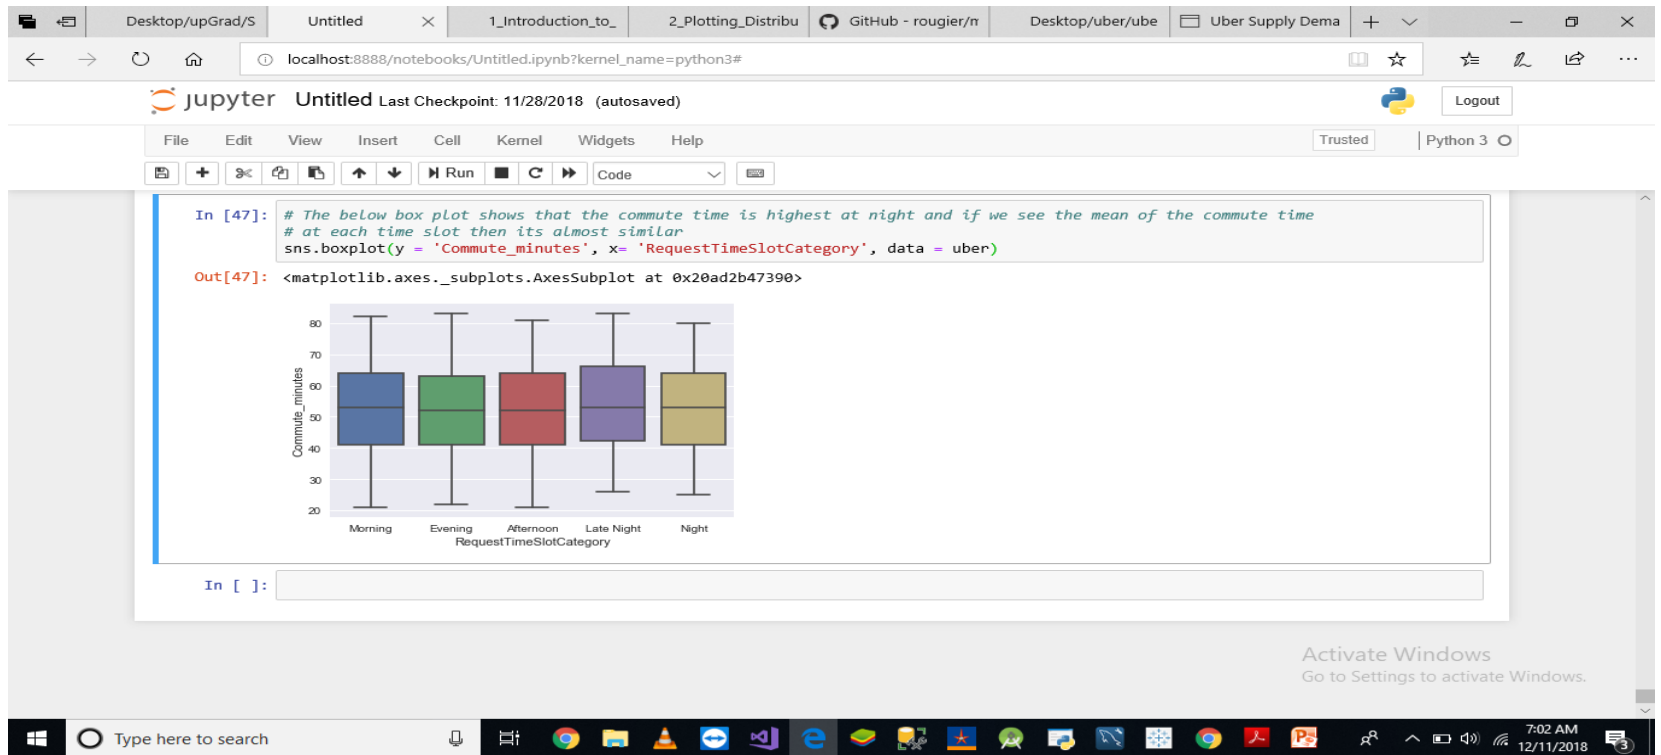 Desktop/upGrad/S
Untitled
1_Introduction_to_
2_Plotting_Distribu
GitHub - rougier/m
Desktop/uber/ube
Uber Supply Dema
localhost:8888/notebooks/Untitled.ipynb?kernel_name=python3#
jupyter Untitled Last Checkpoint: 11/28/2018 (autosaved)
Logout
File Edit View Insert Cell Kernel Widgets Help
Trusted
Python 3
Run
Code
In [47]: # The below box plot shows that the commute time is highest at night and if we see the mean of the commute time
# at each time slot then its almost similar
sns.boxplot(y = 'Commute_minutes', x= 'RequestTimeSlotCategory', data = uber)
Out[47]: <matplotlib.axes._subplots.AxesSubplot at 0x20ad2b47390>
80
70
60
50
40
30
20
Commute_minutes
Morning Evening Afternoon Late Night Night
RequestTimeSlotCategory
In [ ]:
Activate Windows
Go to Settings to activate Windows.
Type here to search
7:02 AM
12/11/2018
3